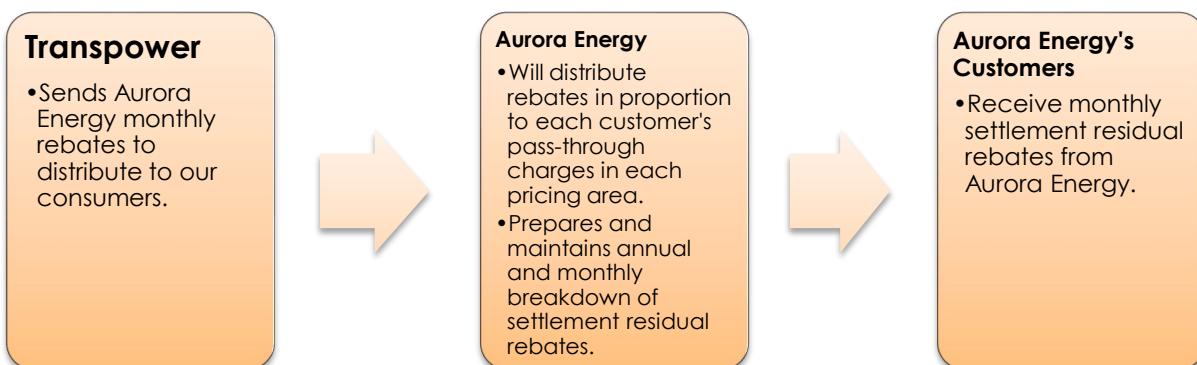 Transpower
•Sends Aurora
Energy monthly
rebates to
distribute to our
consumers.
Aurora Energy
•Will distribute
rebates in proportion
to each customer's
pass-through
charges in each
pricing area.
•Prepares and
maintains annual
and monthly
breakdown of
settlement residual
rebates.
Aurora Energy's
Customers
•Receive monthly
settlement residual
rebates from
Aurora Energy.